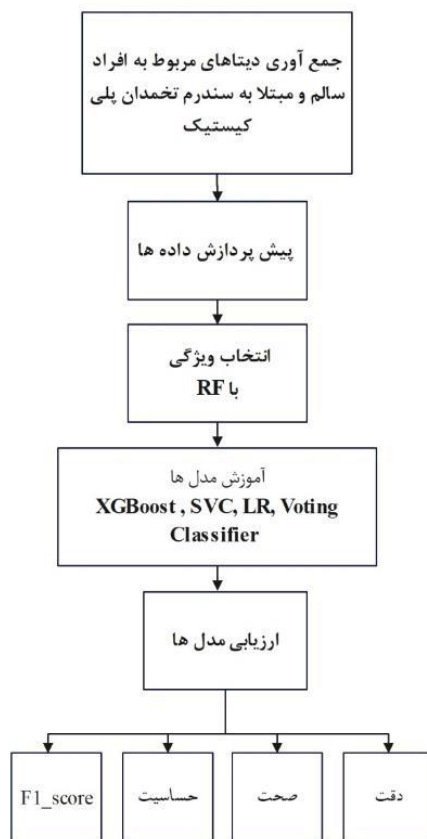 جمع آوری دیتاهای مربوط به افراد
سالم و مبتلا به سندرم تخمدان پلی
کیستیک
پیش پردازش داده ها
انتخاب ویژگی
با RF
آموزش مدل ها
XGBoost , SVC, LR, Voting
Classifier
ارزیابی مدل ها
دقت
صحت
حساسیت
F1_score